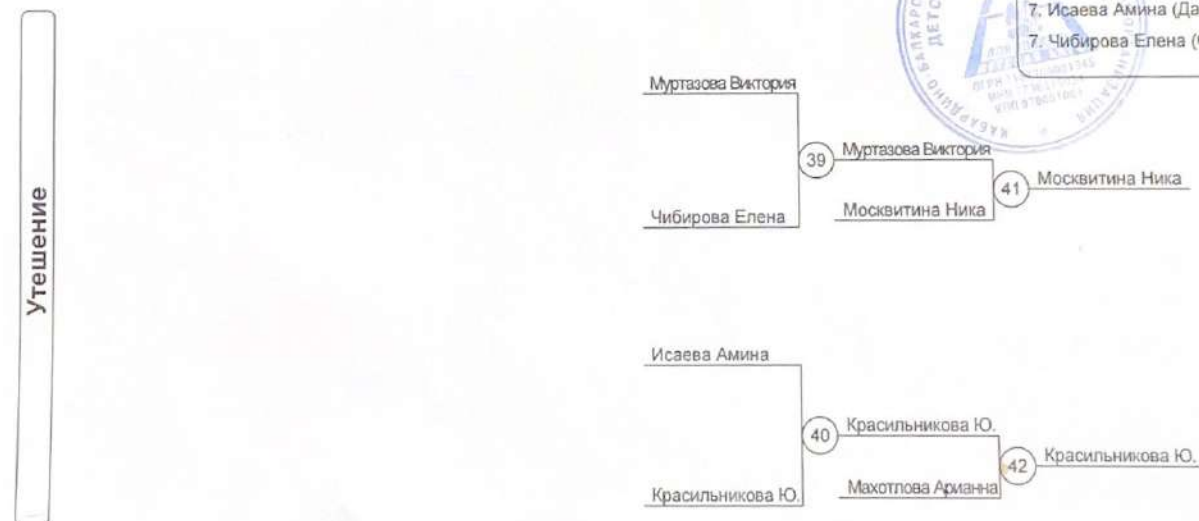 7. Исаева Амина (Да
7. Чибирова Елена (
Муртазова Виктория
39
Муртазова Виктория
41
Москвитина Ника
Чибирова Елена
Москвитина Ника
Утешение
Исаева Амина
40
Красильникова Ю.
42
Красильникова Ю.
Красильникова Ю.
Махотлова Арианна